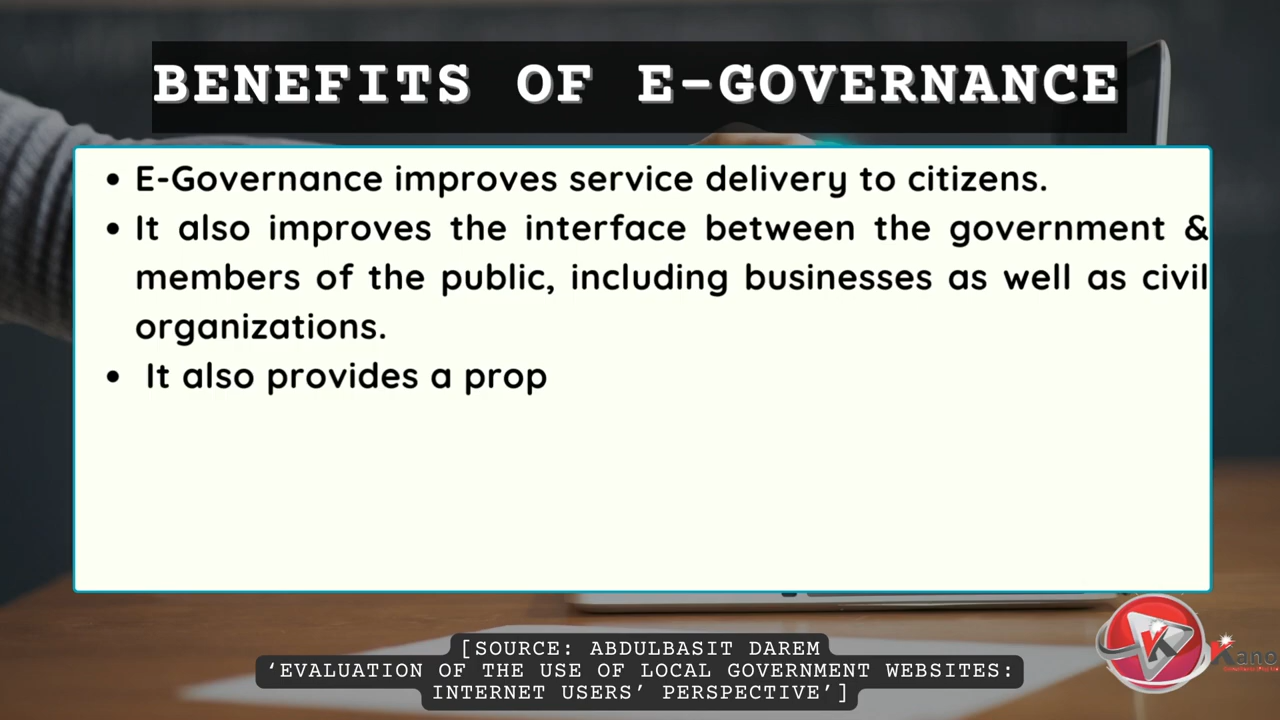 BENEFITS OF E-GOVERNANCE
• E-Governance improves service delivery to citizens.
• It also improves the interface between the government &
members of the public, including businesses as well as civil
organizations.
• It also provides a prop
[SOURCE: ABDULBASIT DAREM
‘EVALUATION OF THE USE OF LOCAL GOVERNMENT WEBSITES:
INTERNET USERS’ PERSPECTIVE’]
K
Kano